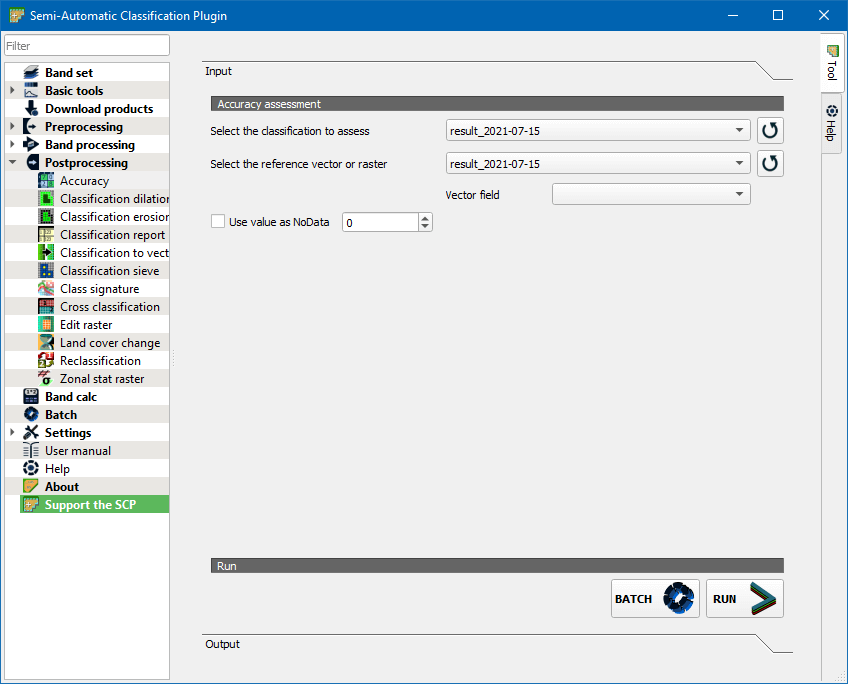 Semi-Automatic Classification Plugin
Filter
Band set
Basic tools
Download products
Preprocessing
Band processing
Postprocessing
Accuracy
Classification dilation
Classification erosion
Classification report
Classification to vect
Classification sieve
Class signature
Cross classification
Edit raster
Land cover change
Reclassification
Zonal stat raster
Band calc
Batch
Settings
User manual
Help
About
Support the SCP
Input
Accuracy assessment
Select the classification to assess
result_2021-07-15
Select the reference vector or raster
result_2021-07-15
Vector field
Use value as NoData
0
Run
BATCH
RUN
Output
Tool
Help